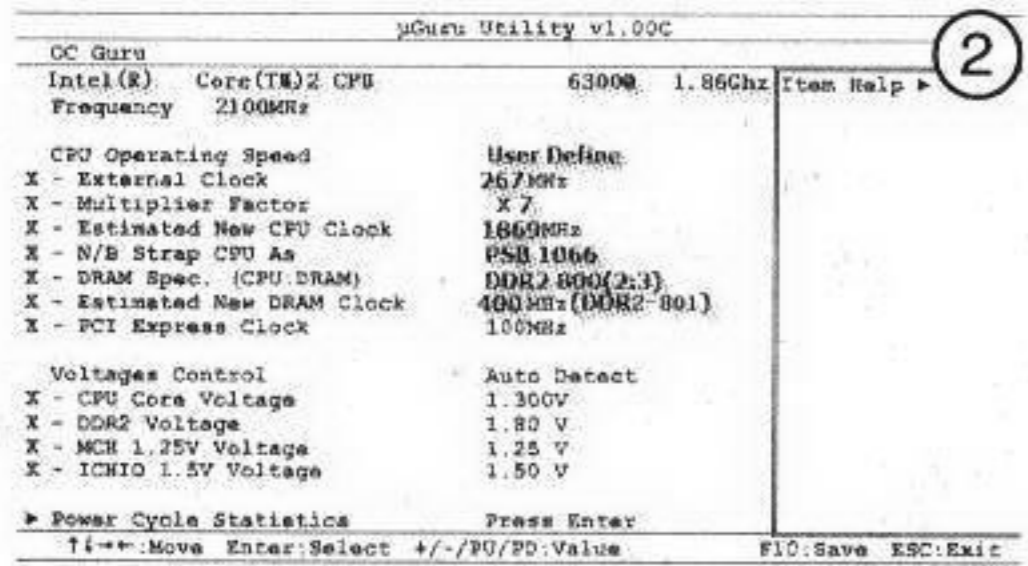 µGuru Utility v1.00C
2
OC Guru
Intel(R) Core(TM)2 CPU 6300@ 1.86Ghz Item Help ►
Frequency 2100MHz
CPU Operating Speed User Define
X - External Clock 267MHz
X - Multiplier Factor X 7
X - Estimated New CPU Clock 1869MHz
X - N/B Strap CPU As PSB 1066
X - DRAM Spec. (CPU:DRAM) DDR2-800(2:3)
X - Estimated New DRAM Clock 400MHz(DDR2-801)
X - PCI Express Clock 100MHz
Voltages Control Auto Detect
X - CPU Core Voltage 1.300V
X - DDR2 Voltage 1.80 V
X - MCH 1.25V Voltage 1.25 V
X - ICHIO 1.5V Voltage 1.50 V
► Power Cycle Statistics Press Enter
↑↓→←:Move Enter:Select +/-/PU/PD:Value F10:Save ESC:Exit